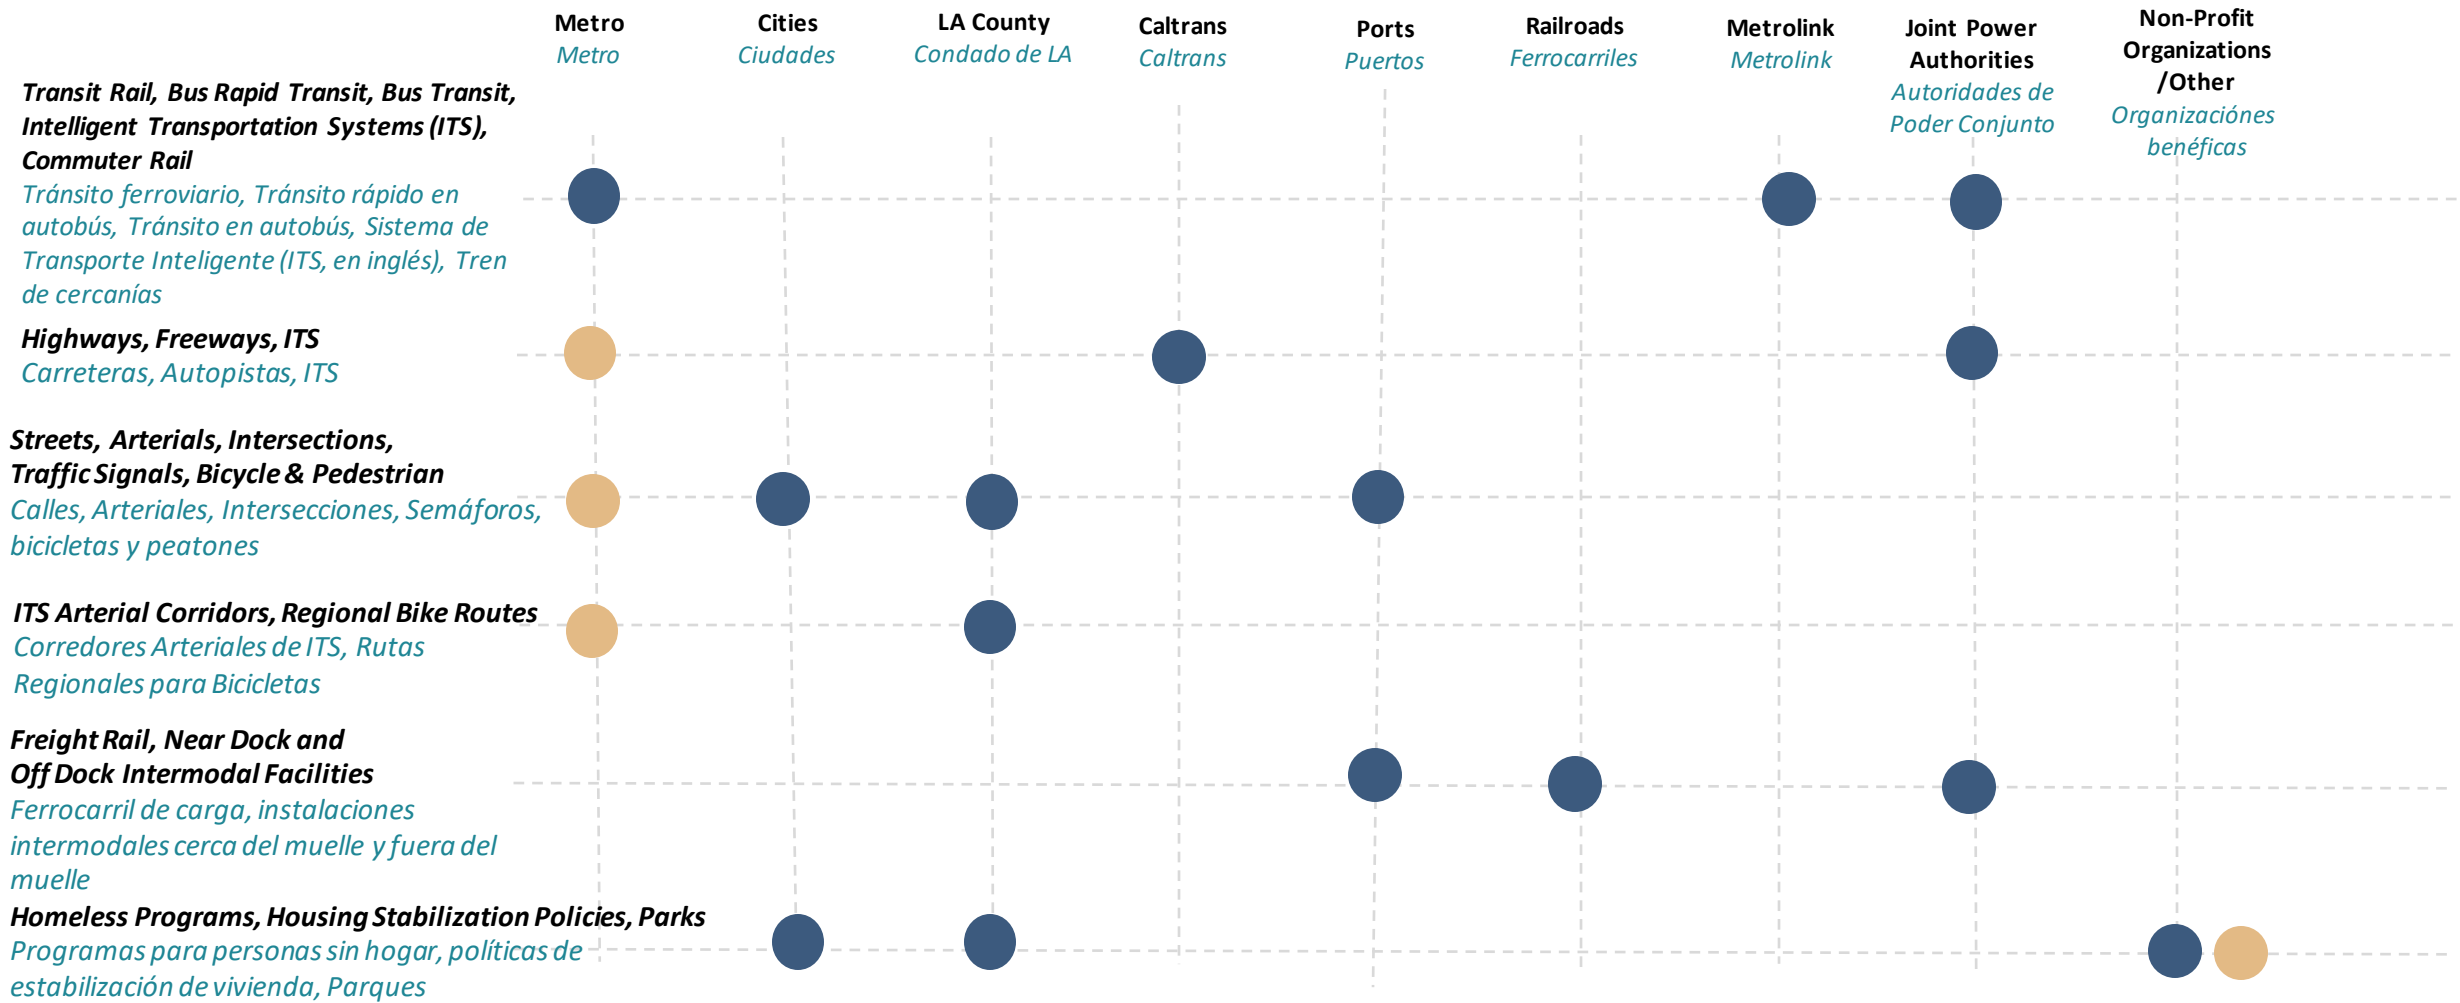 Metro
Metro
Cities
Ciudades
LA County
Condado de LA
Caltrans
Caltrans
Ports
Puertos
Railroads
Ferrocarriles
Metrolink
Metrolink
Joint Power
Authorities
Autoridades de
Poder Conjunto
Non-Profit
Organizations
/Other
Organizaciónes
benéficas
Transit Rail, Bus Rapid Transit, Bus Transit,
Intelligent Transportation Systems (ITS),
Commuter Rail
Tránsito ferroviario, Tránsito rápido en
autobús, Tránsito en autobús, Sistema de
Transporte Inteligente (ITS, en inglés), Tren
de cercanías
Highways, Freeways, ITS
Carreteras, Autopistas, ITS
Streets, Arterials, Intersections,
Traffic Signals, Bicycle & Pedestrian
Calles, Arteriales, Intersecciones, Semáforos,
bicicletas y peatones
ITS Arterial Corridors, Regional Bike Routes
Corredores Arteriales de ITS, Rutas
Regionales para Bicicletas
Freight Rail, Near Dock and
Off Dock Intermodal Facilities
Ferrocarril de carga, instalaciones
intermodales cerca del muelle y fuera del
muelle
Homeless Programs, Housing Stabilization Policies, Parks
Programas para personas sin hogar, políticas de
estabilización de vivienda, Parques